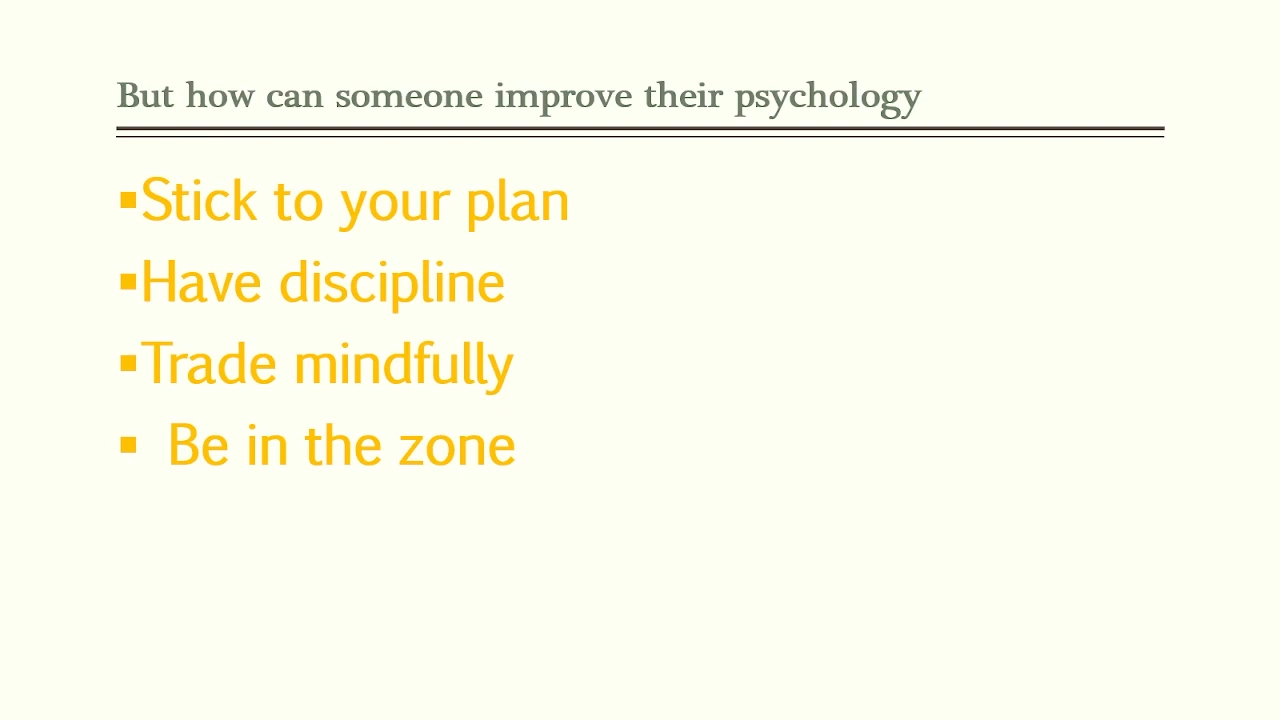 But how can someone improve their psychology
▪Stick to your plan
▪Have discipline
▪Trade mindfully
▪ Be in the zone